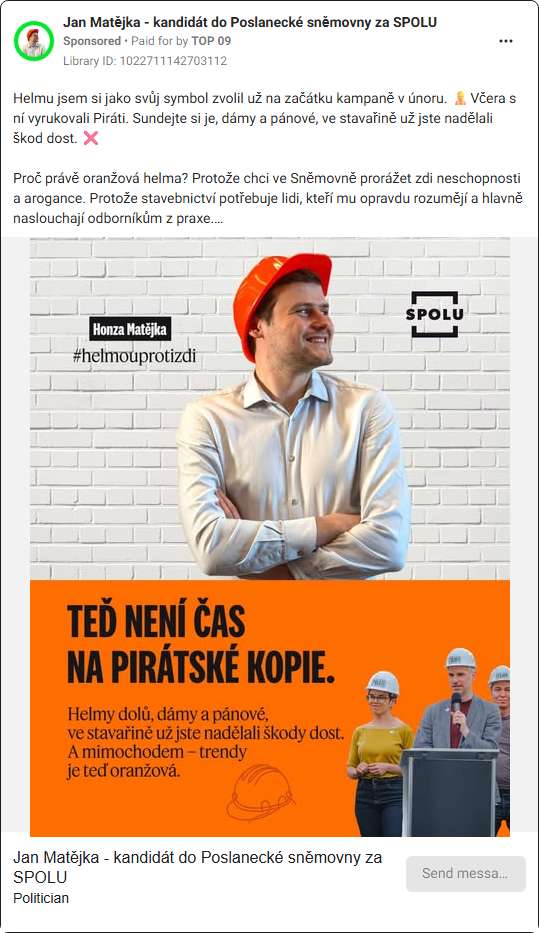 Jan Matějka - kandidát do Poslanecké sněmovny za SPOLU
Sponsored • Paid for by TOP 09
Library ID: 1022711142703112
Helmu jsem si jako svůj symbol zvolil už na začátku kampaně v únoru. Včera s
ní vyrukovali Piráti. Sundejte si je, dámy a pánové, ve stavařině už jste nadělali
škod dost.
Proč právě oranžová helma? Protože chci ve Sněmovně prorážet zdi neschopnosti
a arogance. Protože stavebnictví potřebuje lidi, kteří mu opravdu rozumějí a hlavně
naslouchají odborníkům z praxe....
Honza Matějka
#helmouprotizdi
SPOLU
TEĎ NENÍ ČAS
NA PIRÁTSKÉ KOPIE.
Helmy dolů, dámy a pánové,
ve stavařině už jste nadělali škody dost.
A mimochodem – trendy
je teď oranžová.
Jan Matějka - kandidát do Poslanecké sněmovny za
SPOLU
Politician
Send messa...